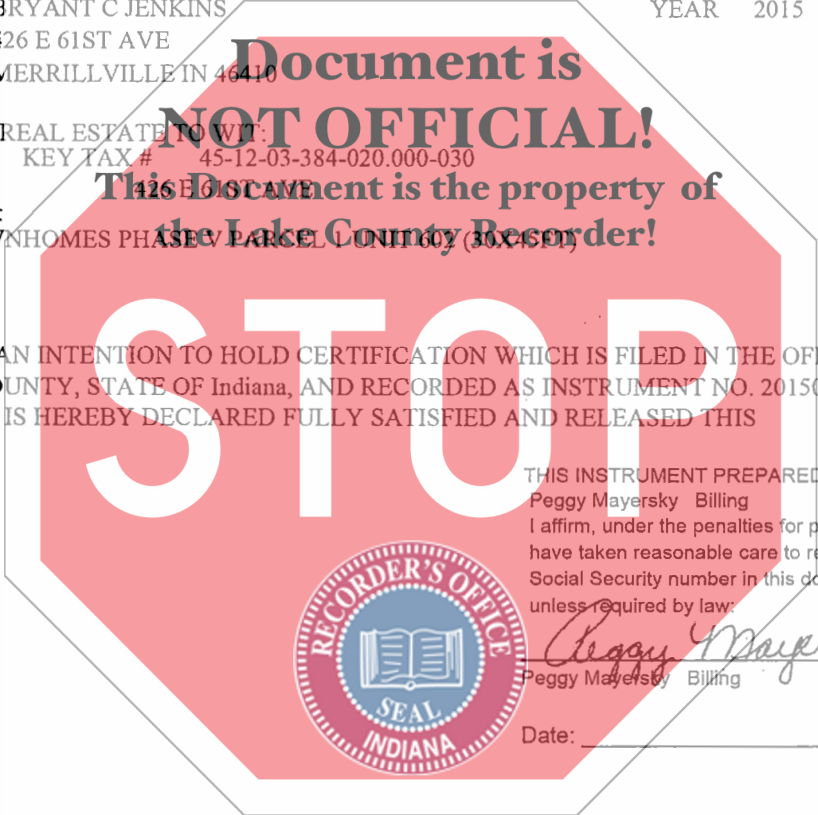 BRYANT C JENKINS YEAR 2015
426 E 61ST AVE
MERRILLVILLE IN 46410
Document is
NOT OFFICIAL!
REAL ESTATE TO WIT:
KEY TAX # 45-12-03-384-020.000-030
This Document is the property of
426 E 61ST AVE
the Lake County Recorder!
NHOMES PHASE V PARCEL 1 UNIT 602 (30X45FT)
STOP
AN INTENTION TO HOLD CERTIFICATION WHICH IS FILED IN THE OF
UNTY, STATE OF Indiana, AND RECORDED AS INSTRUMENT NO. 2015
IS HEREBY DECLARED FULLY SATISFIED AND RELEASED THIS
THIS INSTRUMENT PREPARED
Peggy Mayersky Billing
I affirm, under the penalties for p
have taken reasonable care to re
Social Security number in this do
unless required by law:
Peggy Maye
Peggy Mayersky Billing
Date:
RECORDER'S OFFICE
SEAL
INDIANA